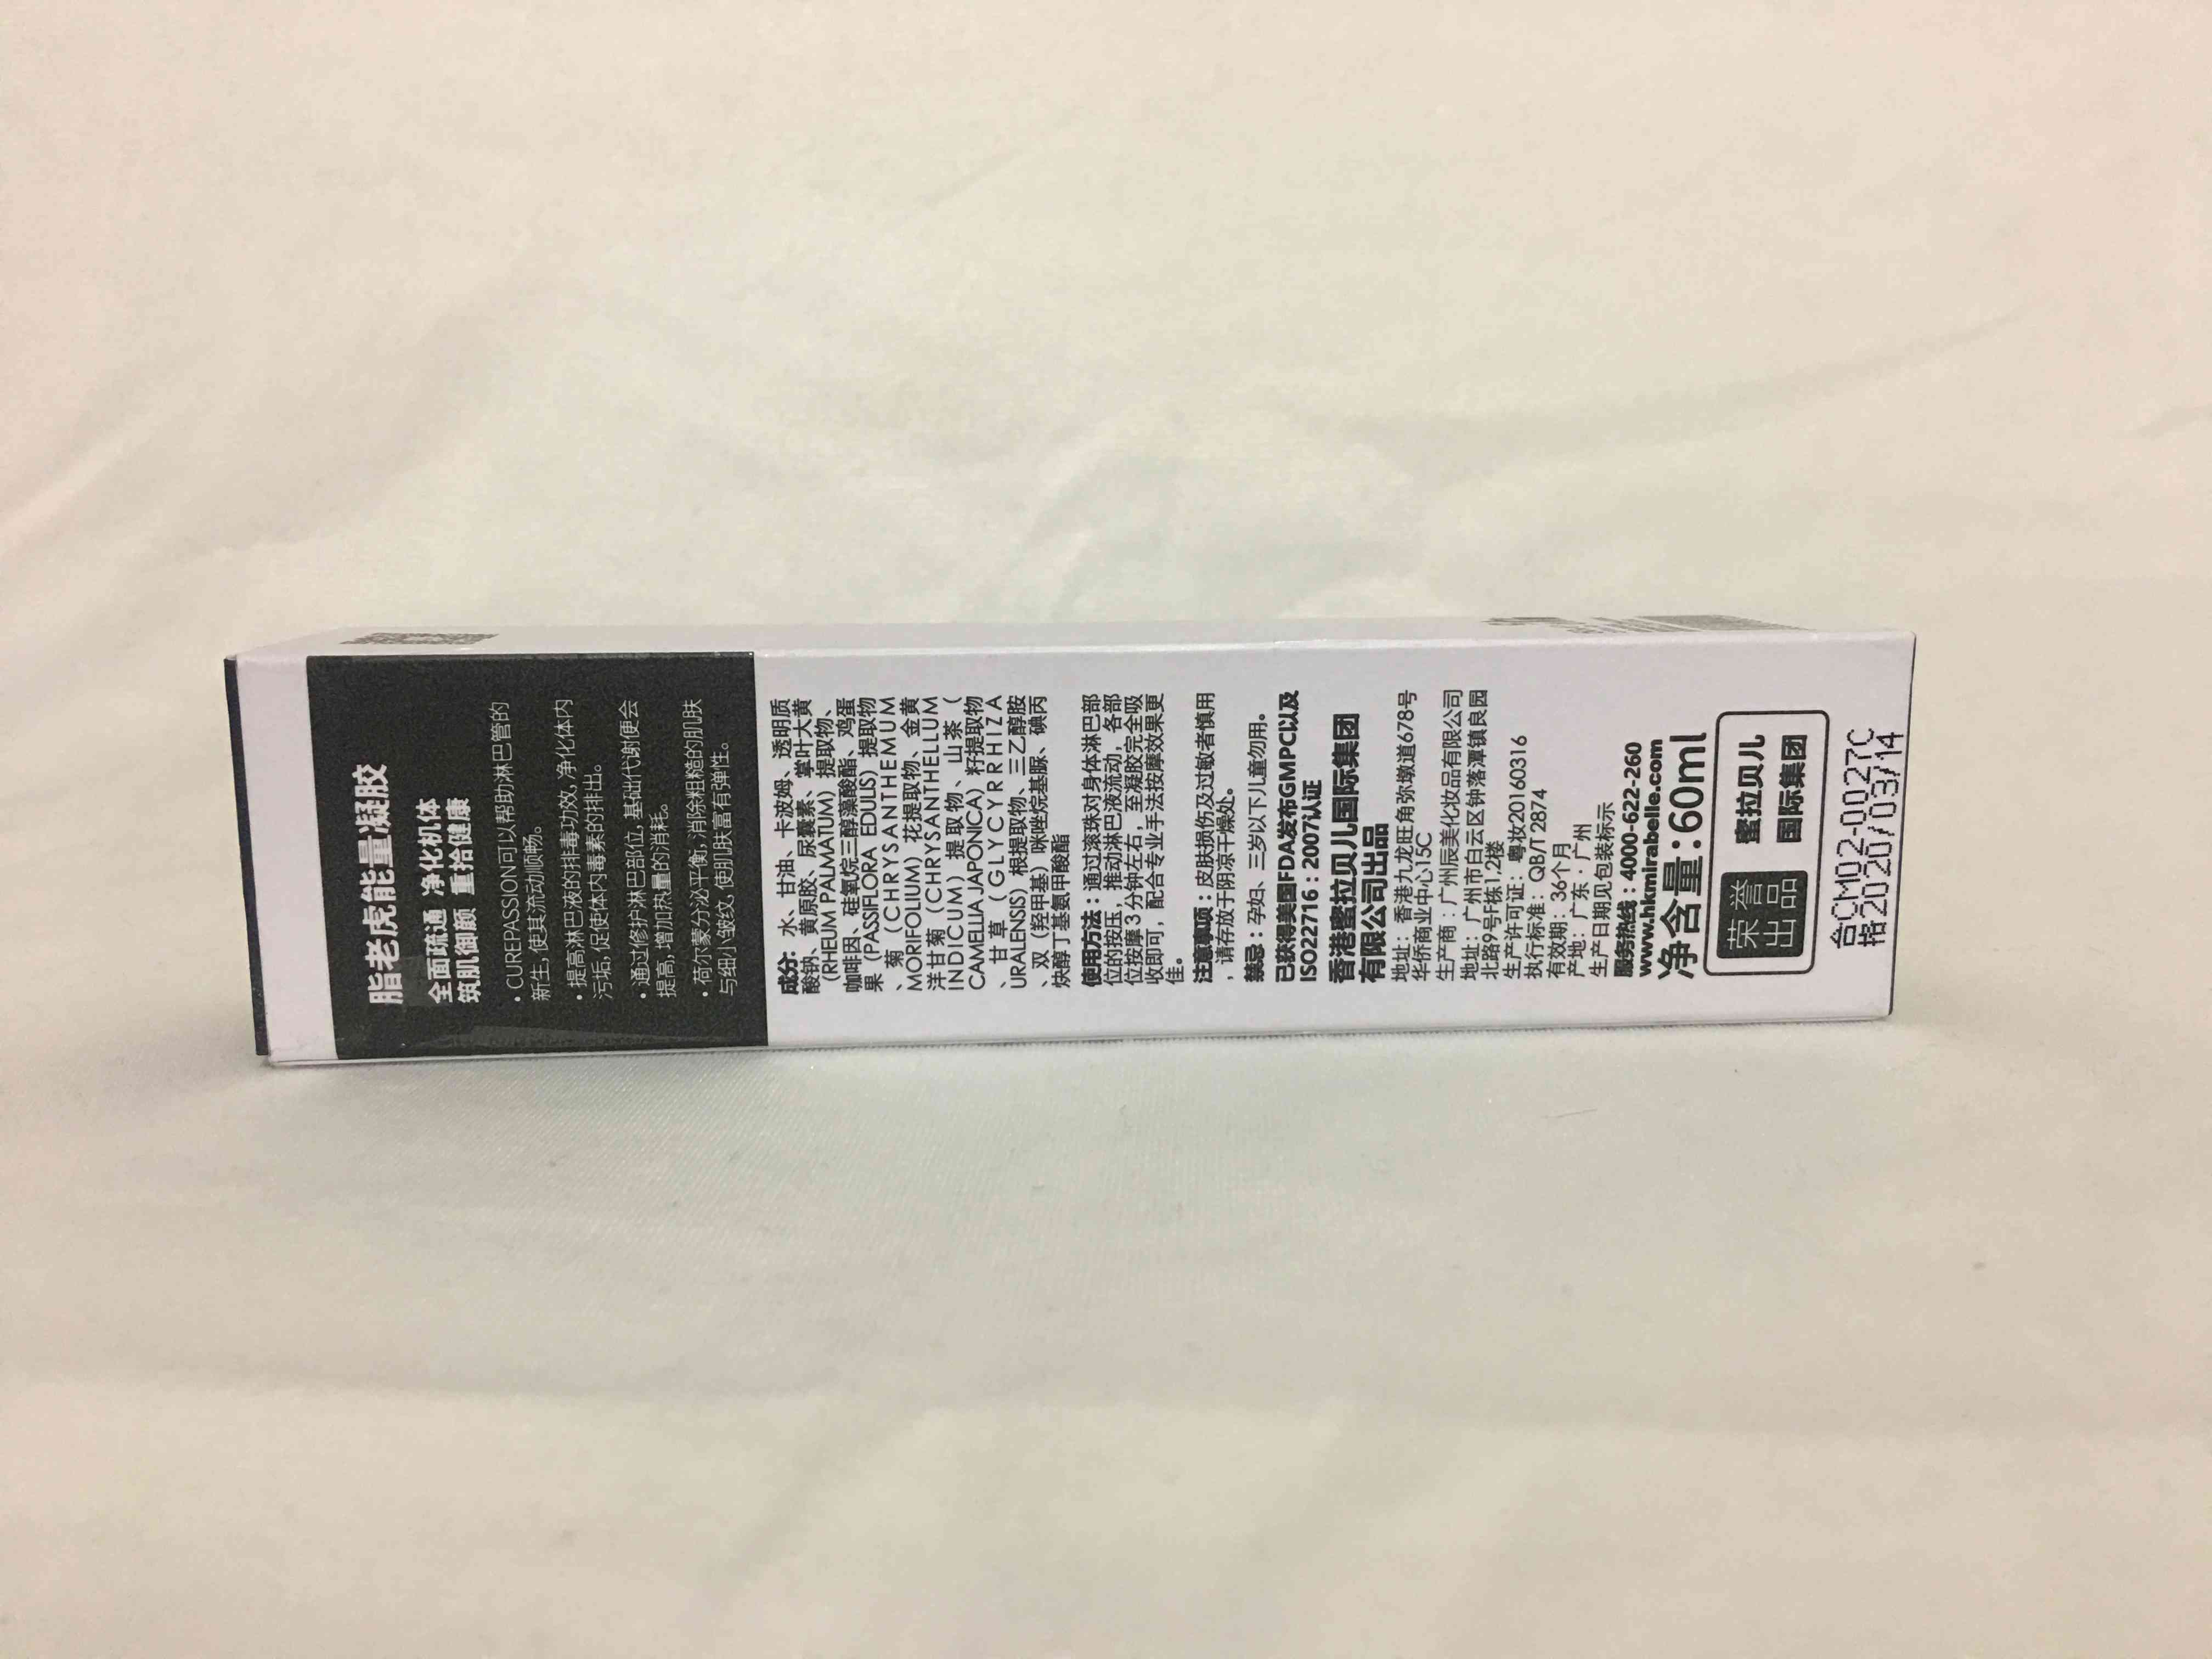 脂老虎能量凝胶
全面疏通 净化机体
筑肌御颜 重拾健康
• CUREPASSION可以帮助淋巴管的
新生,使其流动顺畅。
• 提高淋巴液的排毒功效,净化体内
污垢,促使体内毒素的排出。
• 通过修护淋巴部位,基础代谢便会
提高,增加热量的消耗。
• 荷尔蒙分泌平衡,消除粗糙的肌肤
与细小皱纹,使肌肤富有弹性。
成分: 水、甘油、卡波姆、透明质
酸钠、黄原胶、尿囊素、掌叶大黄
(RHEUM PALMATUM) 提取物、
咖啡因、硅氧烷三醇藻酸酯、鸡蛋
果 (PASSIFLORA EDULIS) 提取物
、菊 (CHRYSANTHEMUM
MORIFOLIUM) 花提取物、金黄
洋甘菊 (CHRYSANTHELLUM
INDICUM) 提取物、山茶 (
CAMELLIA JAPONICA) 籽提取物
、甘草 (GLYCYRRHIZA
URALENSIS) 根提取物、三乙醇胺
、双 (羟甲基) 咪唑烷基脲、碘丙
炔醇丁基氨甲酸酯
使用方法：通过滚珠对身体淋巴部
位的按压，推动淋巴液流动，各部
位按摩3分钟左右，至凝胶完全吸
收即可，配合专业手法按摩效果更
佳。
注意事项：皮肤损伤及过敏者慎用
，请存放于阴凉干燥处。
禁忌：孕妇、三岁以下儿童勿用。
已获得美国FDA发布GMPC以及
ISO22716：2007认证
香港蜜拉贝儿国际集团
有限公司出品
地址：香港九龙旺角弥墩道678号
华侨商业中心15C
生产商：广州辰美化妆品有限公司
地址：广州市白云区钟落潭镇良园
北路9号F栋1,2楼
生产许可证：粤妆20160316
执行标准：QB/T 2874
有效期：36个月
产地：广东·广州
生产日期见包装标示
服务热线：4000-622-260
www.hkmirabelle.com
净含量:60ml
荣誉
出品
蜜拉贝儿
国际集团
合CM02-0027C
格2020/03/14